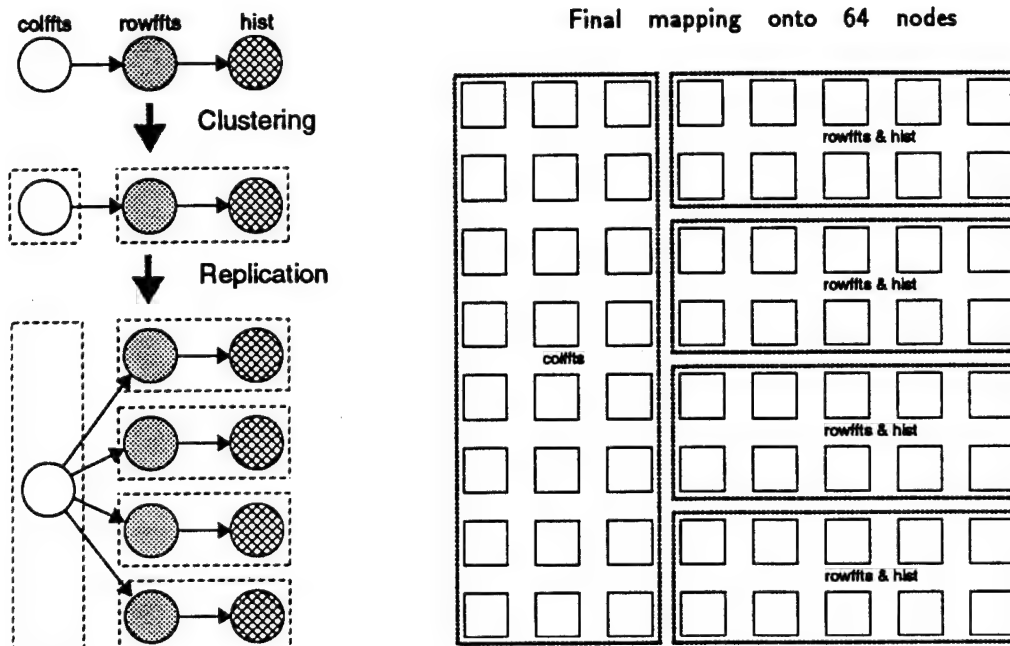 colffts rowffts hist
Clustering
Replication
Final mapping onto 64 nodes
colffts
rowffts & hist
rowffts & hist
rowffts & hist
rowffts & hist